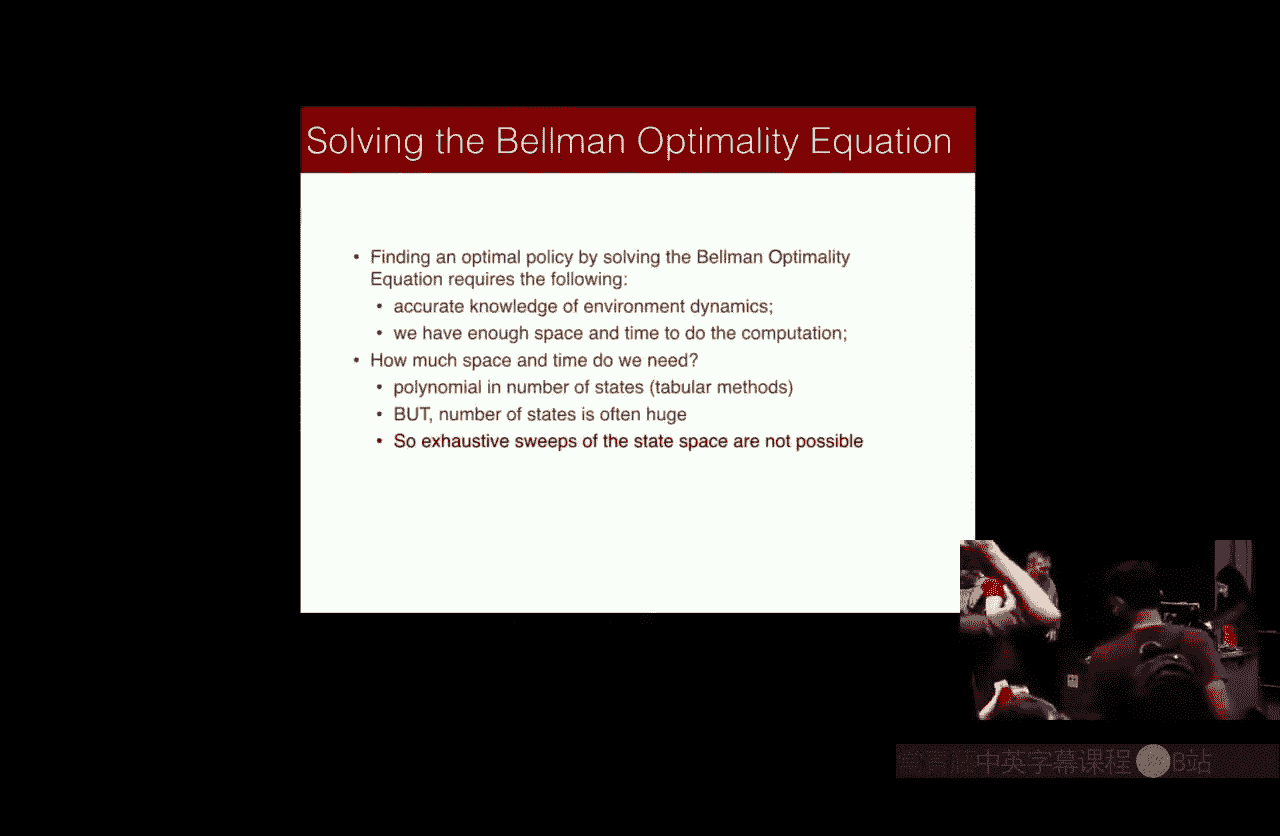 Solving the Bellman Optimality Equation
• Finding an optimal policy by solving the Bellman Optimality
Equation requires the following:
• accurate knowledge of environment dynamics;
• we have enough space and time to do the computation;
• How much space and time do we need?
• polynomial in number of states (tabular methods)
• BUT, number of states is often huge
• So exhaustive sweeps of the state space are not possible
中英字幕课程
B站